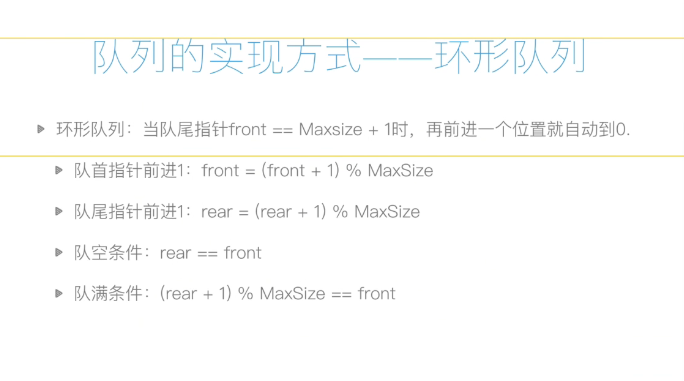 队列的实现方式——环形队列
环形队列：当队尾指针front == Maxsize + 1时，再前进一个位置就自动到0.
队首指针前进1：front = (front + 1) % MaxSize
队尾指针前进1：rear = (rear + 1) % MaxSize
队空条件：rear == front
队满条件：(rear + 1) % MaxSize == front